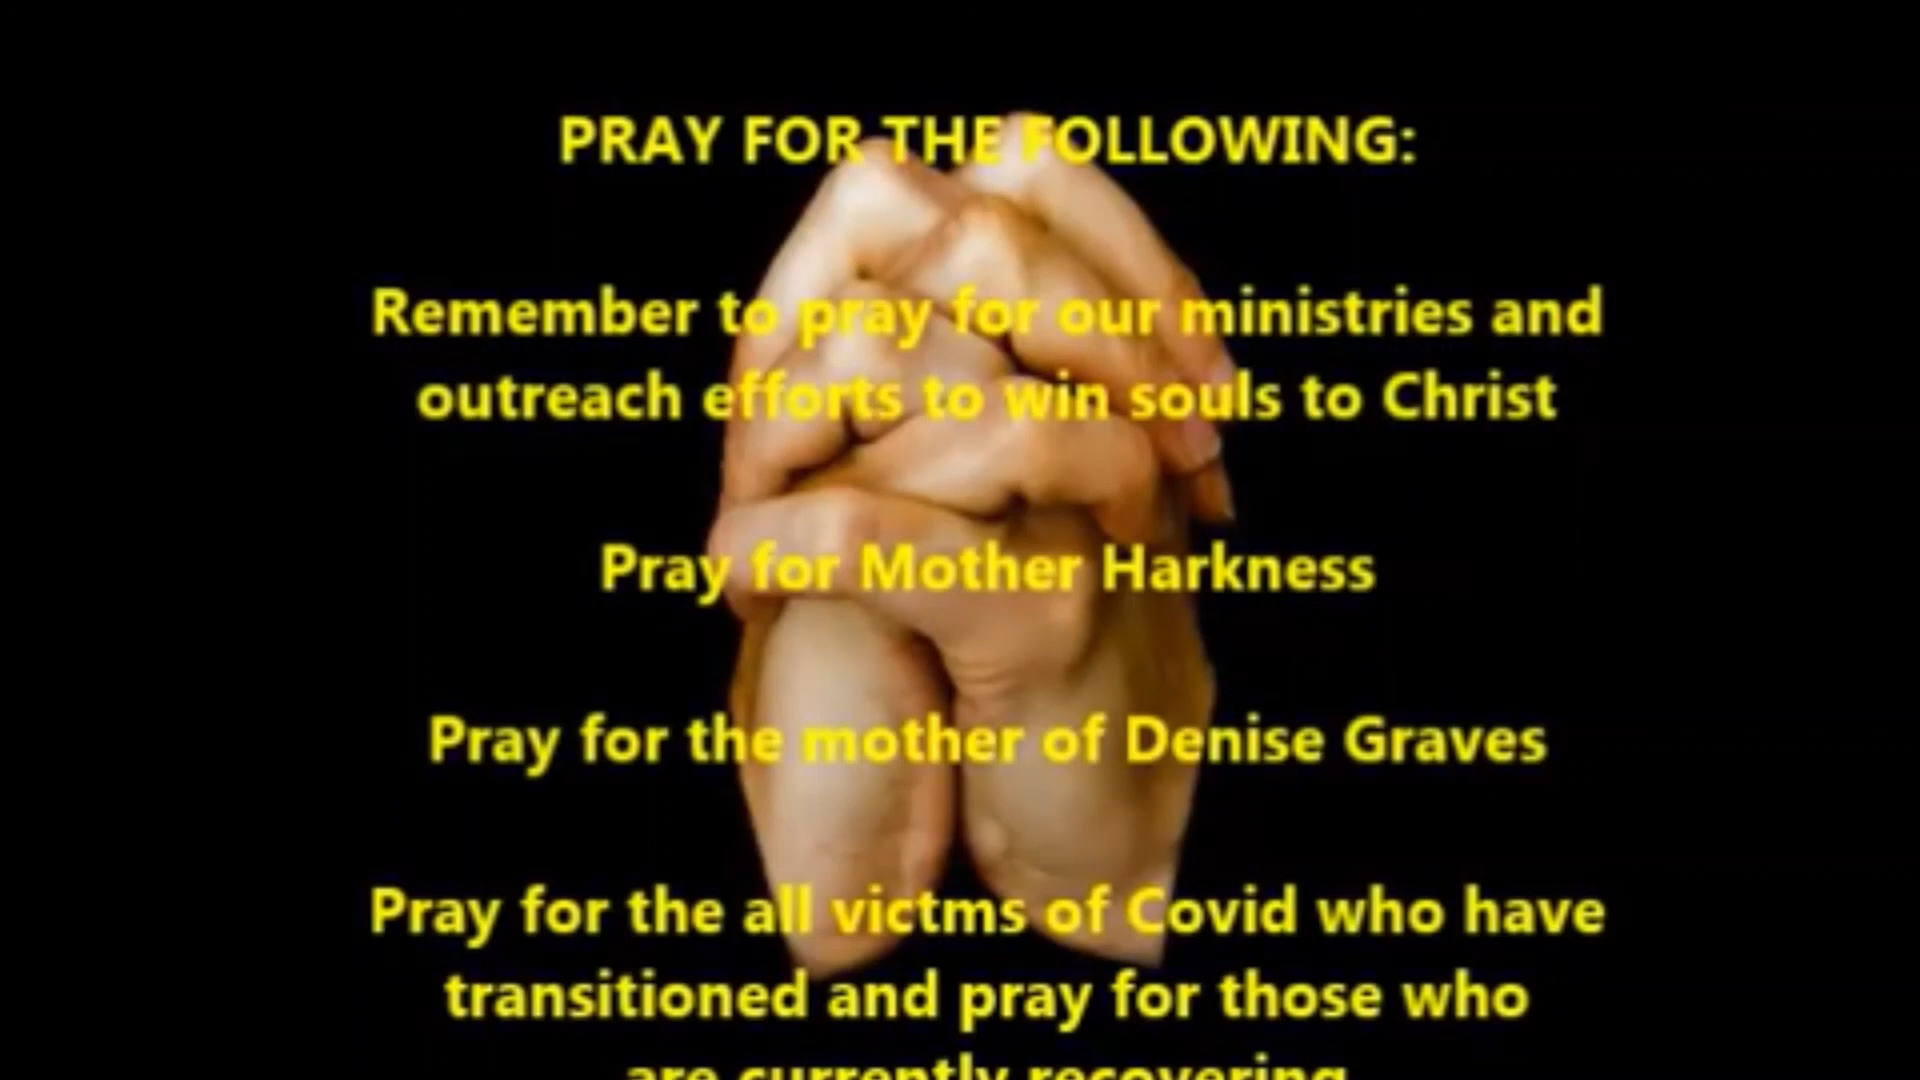 PRAY FOR THE FOLLOWING:
Remember to pray for our ministries and
outreach efforts to win souls to Christ
Pray for Mother Harkness
Pray for the mother of Denise Graves
Pray for the all victms of Covid who have
transitioned and pray for those who
are currently recovering